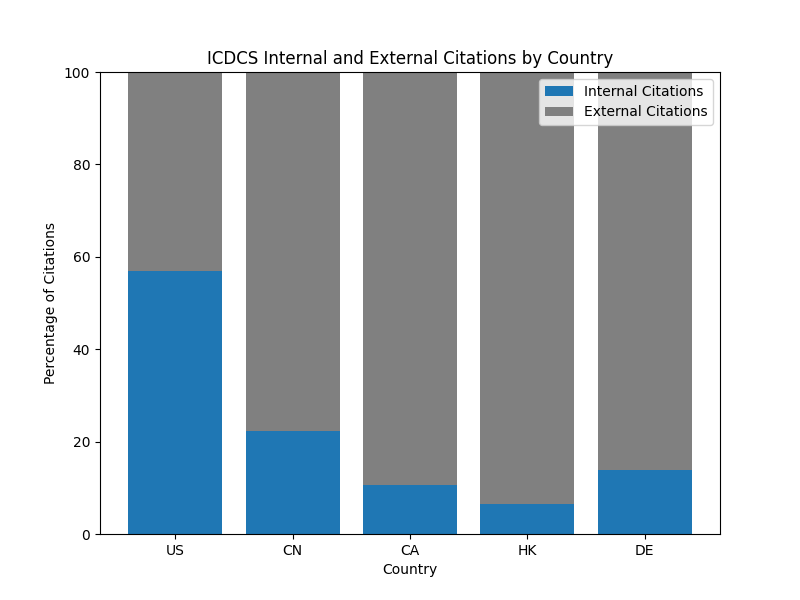 ICDCS Internal and External Citations by Country
Internal Citations
External Citations
Percentage of Citations
100
80
60
40
20
0
US CN CA HK DE
Country